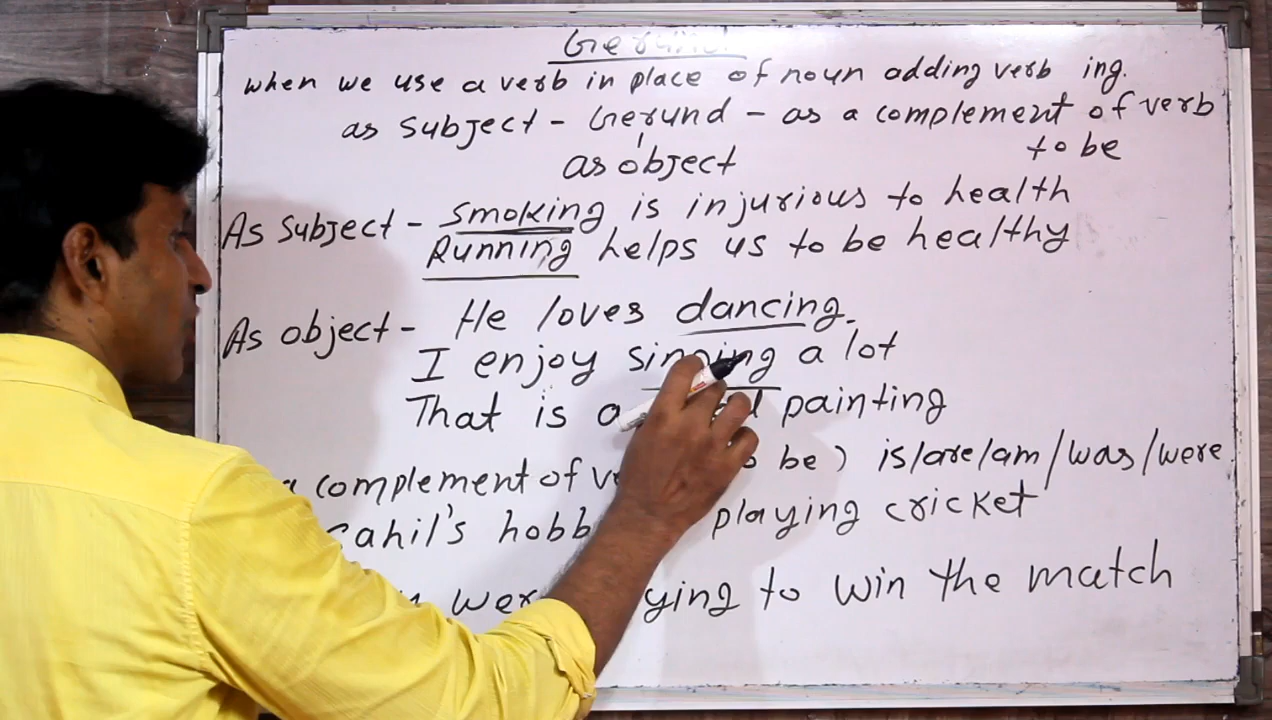 Gerund
when we use a verb in place of noun adding verb ing.
as subject - Gerund - as a complement of verb to be
as object
As subject - Smoking is injurious to health
Running helps us to be healthy
As object - He loves dancing.
I enjoy singing a lot
That is painting
complement of be) is/are/am/was/were
playing cricket
to win the match